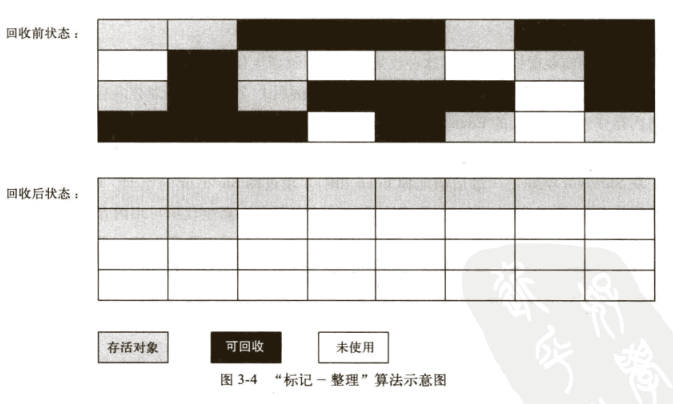 回收前状态：
回收后状态：
存活对象
可回收
未使用
图 3-4 “标记－整理”算法示意图